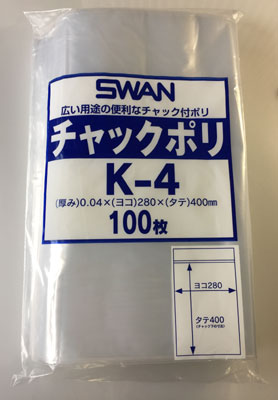 SWAN
広い用途の便利なチャック付ポリ
チャックポリ
K-4
(厚み)0.04×(ヨコ)280×(タテ)400mm
100枚
ヨコ280
タテ400
(チャック下の寸法)